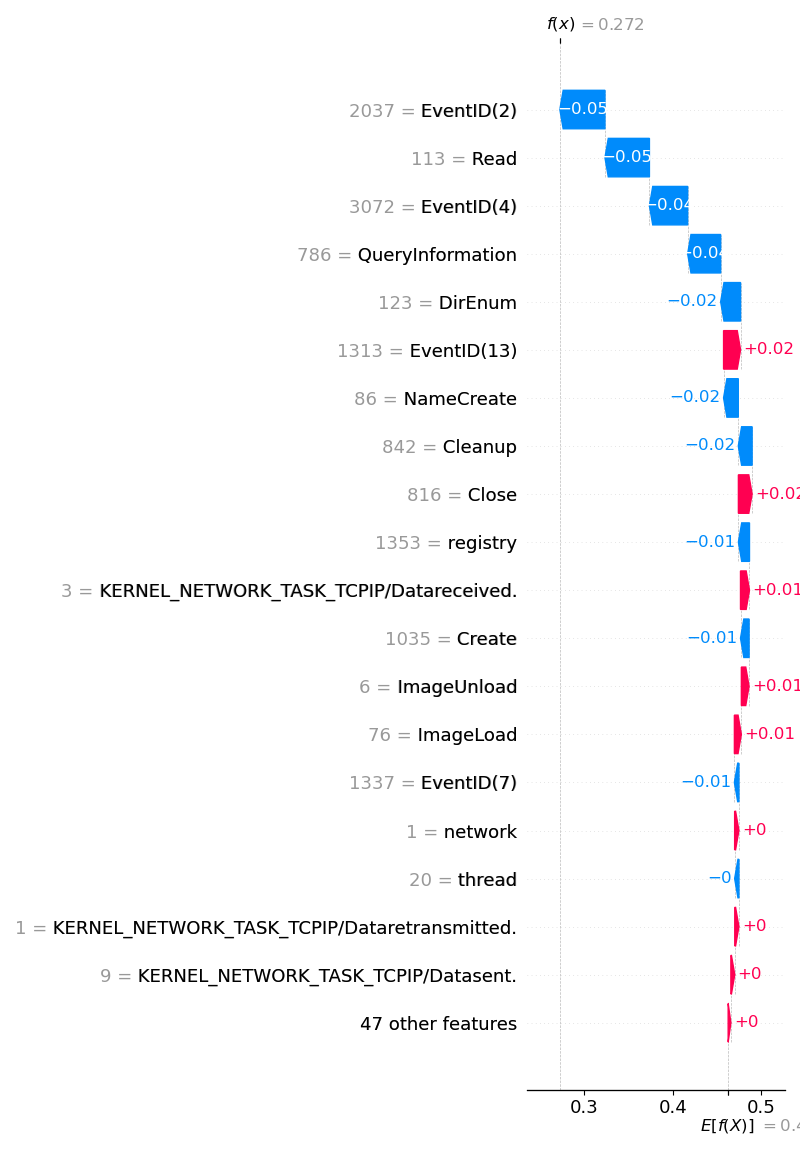 f(x) = 0.272
2037 = EventID(2) −0.05
113 = Read −0.05
3072 = EventID(4) −0.04
786 = QueryInformation −0.04
123 = DirEnum −0.02
1313 = EventID(13) +0.02
86 = NameCreate −0.02
842 = Cleanup −0.02
816 = Close +0.02
1353 = registry −0.01
3 = KERNEL_NETWORK_TASK_TCPIP/Datareceived. +0.01
1035 = Create −0.01
6 = ImageUnload +0.01
76 = ImageLoad +0.01
1337 = EventID(7) −0.01
1 = network +0
20 = thread −0
1 = KERNEL_NETWORK_TASK_TCPIP/Dataretransmitted. +0
9 = KERNEL_NETWORK_TASK_TCPIP/Datasent. +0
47 other features +0
0.3 0.4 0.5
E[f(X)] =